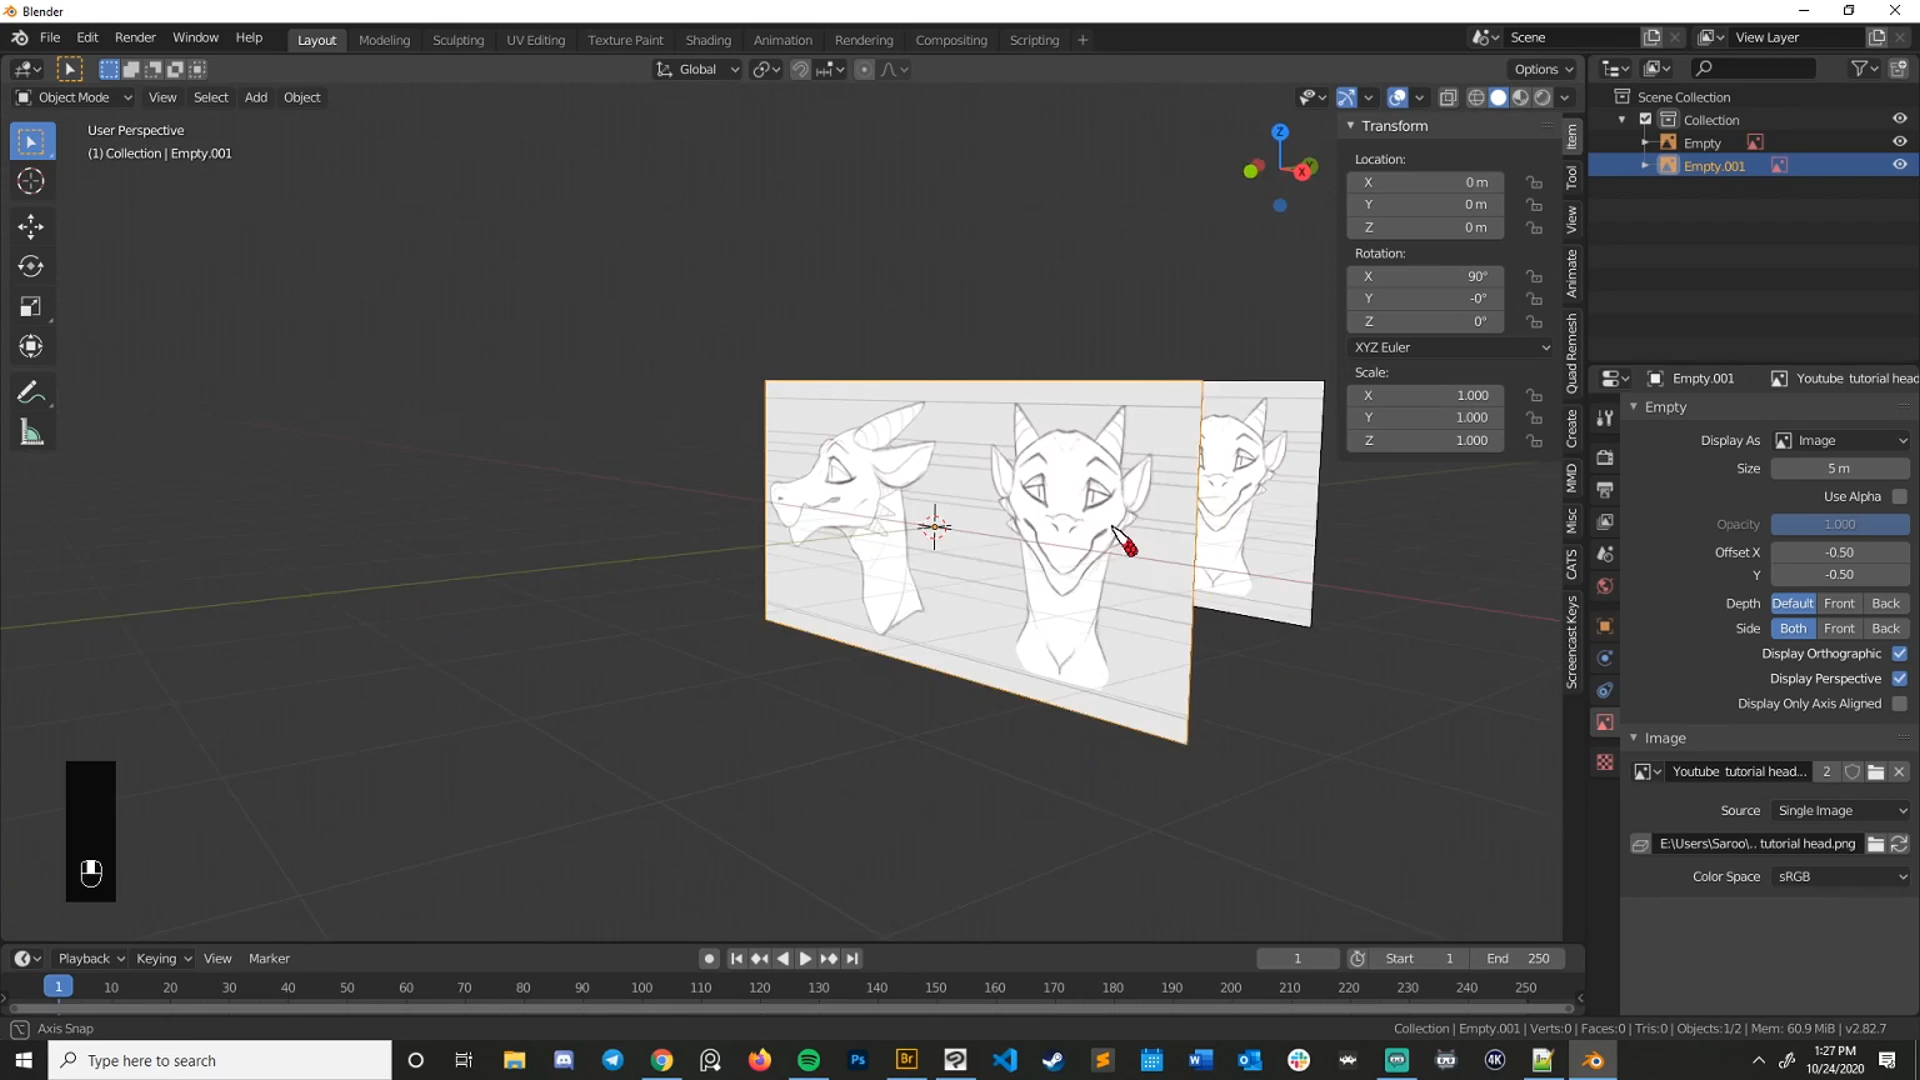 Blender
File Edit Render Window Help Layout Modeling Sculpting UV Editing Texture Paint Shading Animation Rendering Compositing Scripting + Scene View Layer
Global Options
Object Mode View Select Add Object
User Perspective
(1) Collection | Empty.001
Z
X
Y
Transform
Location:
X 0 m
Y 0 m
Z 0 m
Rotation:
X 90°
Y -0°
Z 0°
XYZ Euler
Scale:
X 1.000
Y 1.000
Z 1.000
Item
Tool
View
Animate
Quad Remesh
Create
MMD
Misc
CATS
Screencast Keys
Scene Collection
Collection
Empty
Empty.001
Empty.001 Youtube tutorial head
Empty
Display As Image
Size 5 m
Use Alpha
Opacity 1.000
Offset X -0.50
Y -0.50
Depth Default Front Back
Side Both Front Back
Display Orthographic
Display Perspective
Display Only Axis Aligned
Image
Youtube tutorial head... 2
Source Single Image
E:\Users\Saroo\.. tutorial head.png
Color Space sRGB
Playback Keying View Marker 1 Start 1 End 250
1 10 20 30 40 50 60 70 80 90 100 110 120 130 140 150 160 170 180 190 200 210 220 230 240 250
Axis Snap
Collection | Empty.001 | Verts:0 | Faces:0 | Tris:0 | Objects:1/2 | Mem: 60.9 MiB | v2.82.7
Type here to search
Ps
Br
4K
1:27 PM
10/24/2020